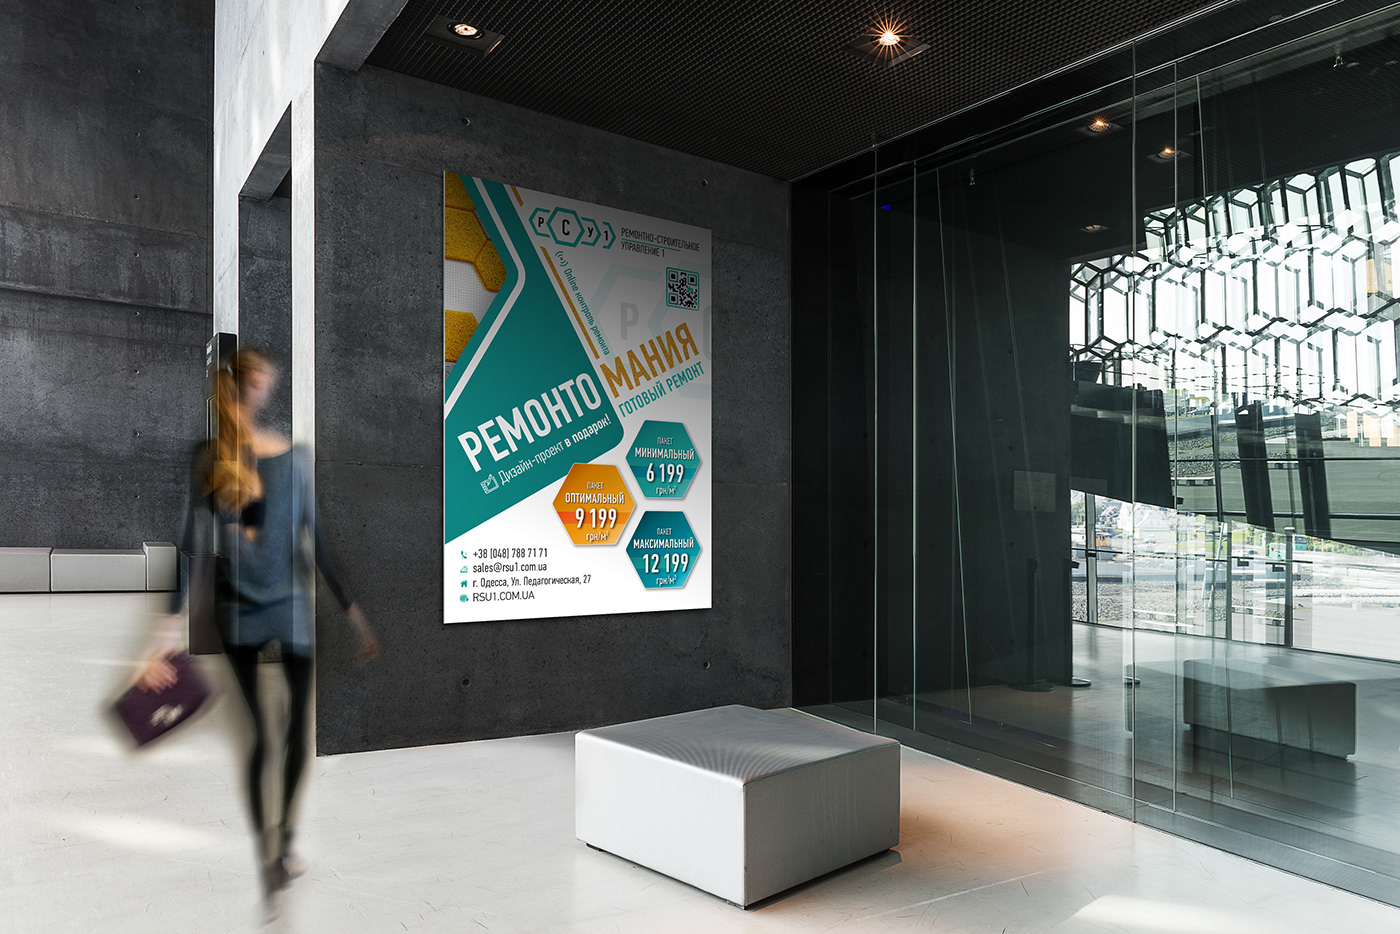 РСУ1
РЕМОНТНО-СТРОИТЕЛЬНОЕ
УПРАВЛЕНИЕ 1
Online контроль ремонта
РЕМОНТО
МАНИЯ
ГОТОВЫЙ РЕМОНТ
Дизайн-проект в подарок!
ПАКЕТ
МИНИМАЛЬНЫЙ
6 199
грн/м²
ПАКЕТ
ОПТИМАЛЬНЫЙ
9 199
грн/м²
ПАКЕТ
МАКСИМАЛЬНЫЙ
12 199
грн/м²
+38 (048) 788 71 71
sales@rsu1.com.ua
г. Одесса, Ул. Педагогическая, 27
RSU1.COM.UA